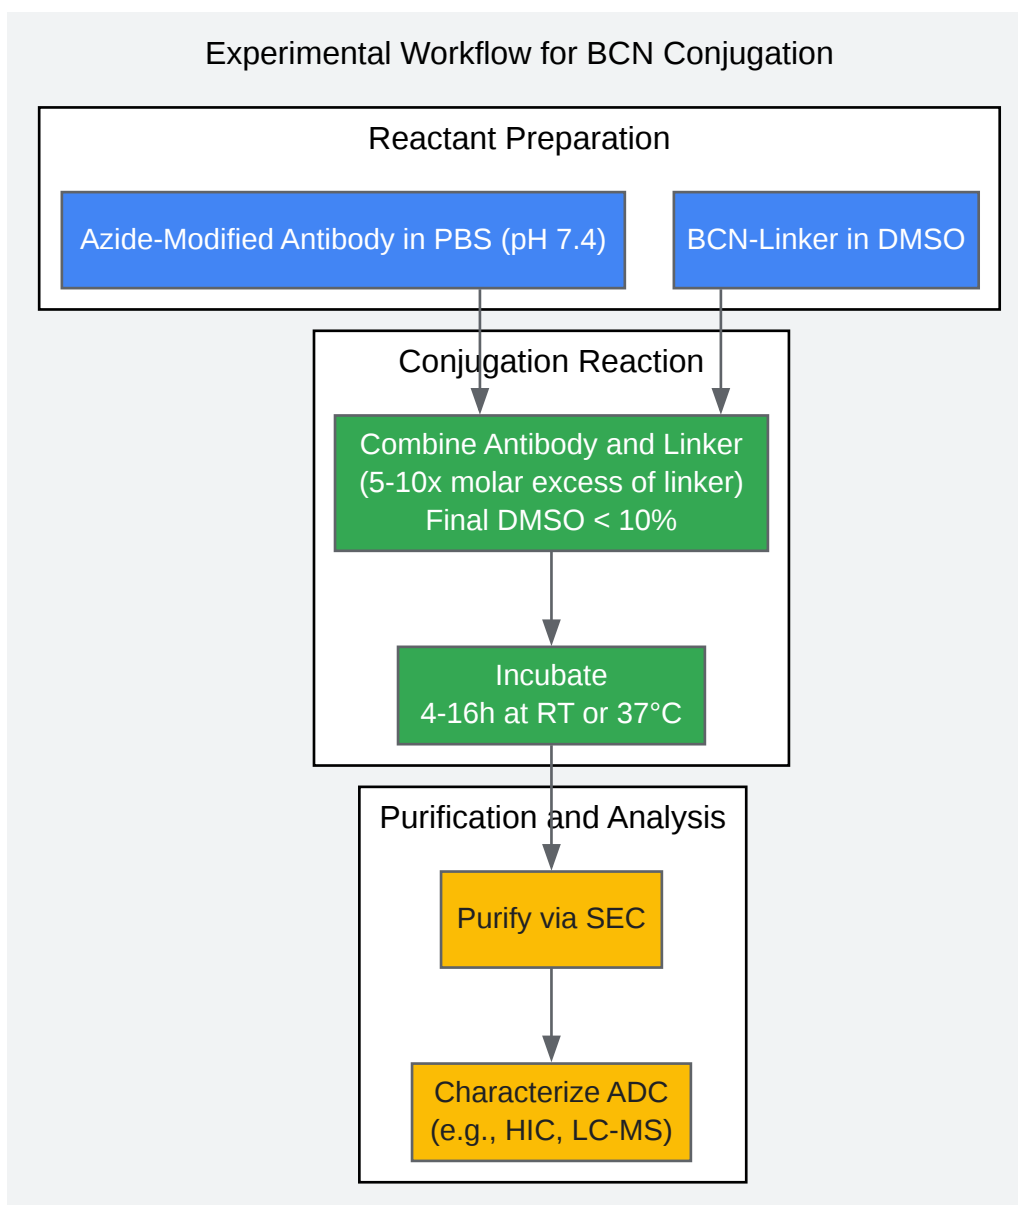 Experimental Workflow for BCN Conjugation
Reactant Preparation
Azide-Modified Antibody in PBS (pH 7.4)
BCN-Linker in DMSO
Conjugation Reaction
Combine Antibody and Linker
(5-10x molar excess of linker)
Final DMSO < 10%
Incubate
4-16h at RT or 37°C
Purification and Analysis
Purify via SEC
Characterize ADC
(e.g., HIC, LC-MS)